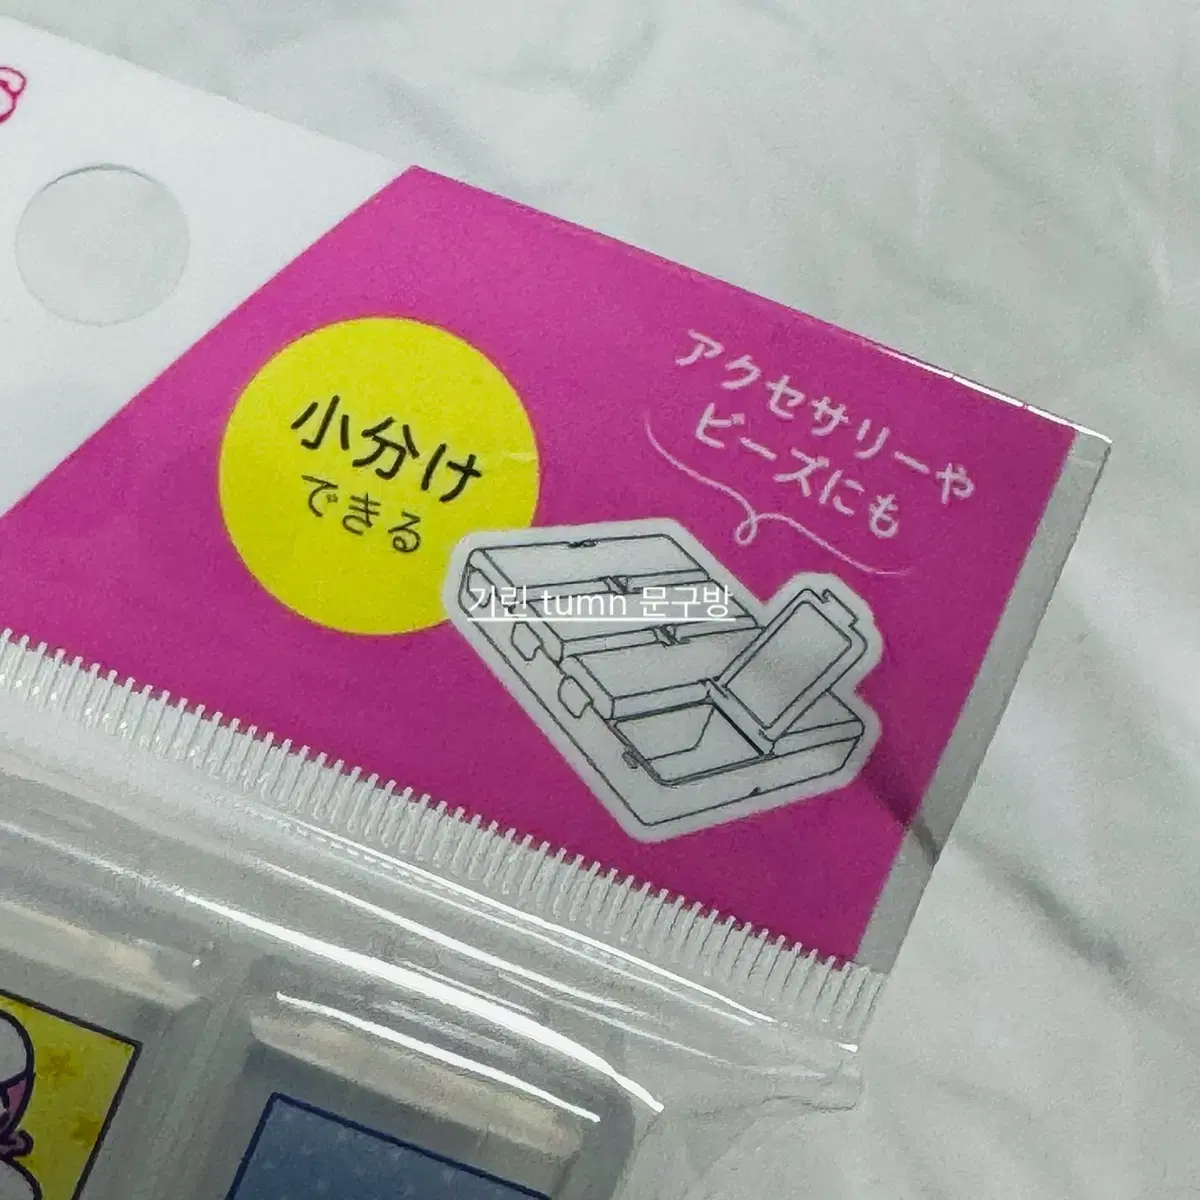 アクセサリーや
ビーズにも
小分け
できる
기린 tumn 문구방